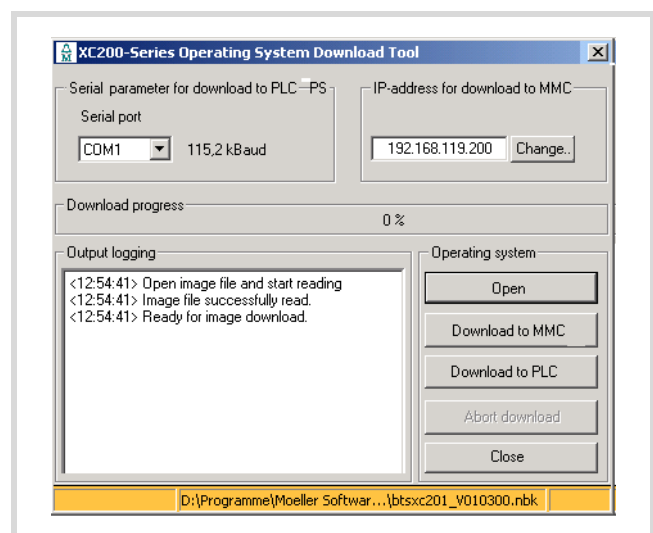 XC200-Series Operating System Download Tool
Serial parameter for download to PLC PS
IP-address for download to MMC
Serial port
COM1
115,2 kBaud
192.168.119.200
Change..
Download progress
0 %
Output logging
Operating system
<12:54:41> Open image file and start reading
<12:54:41> Image file successfully read.
<12:54:41> Ready for image download.
Open
Download to MMC
Download to PLC
Abort download
Close
D:\Programme\Moeller Softwar...\btsxc201_V010300.nbk